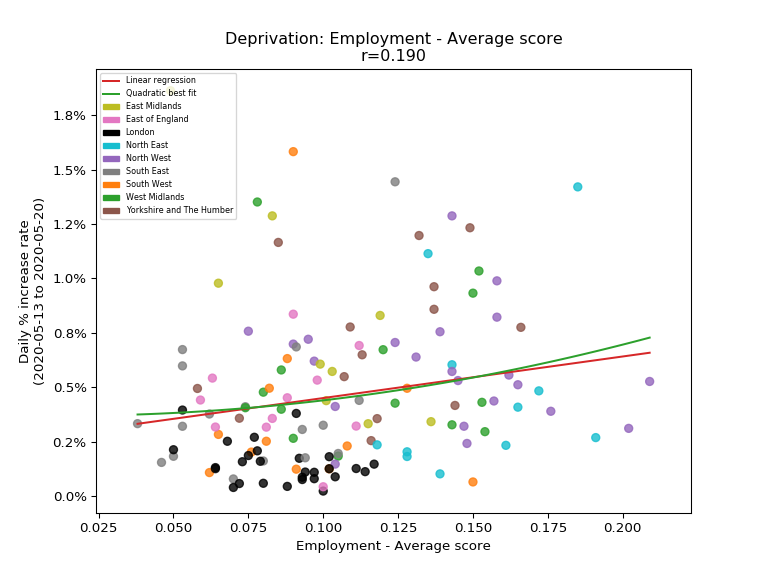 Deprivation: Employment - Average score
r=0.190
Linear regression
Quadratic best fit
East Midlands
East of England
London
North East
North West
South East
South West
West Midlands
Yorkshire and The Humber
1.8%
1.5%
1.2%
1.0%
0.8%
0.5%
0.2%
0.0%
Daily % increase rate
(2020-05-13 to 2020-05-20)
0.025
0.050
0.075
0.100
0.125
0.150
0.175
0.200
Employment - Average score